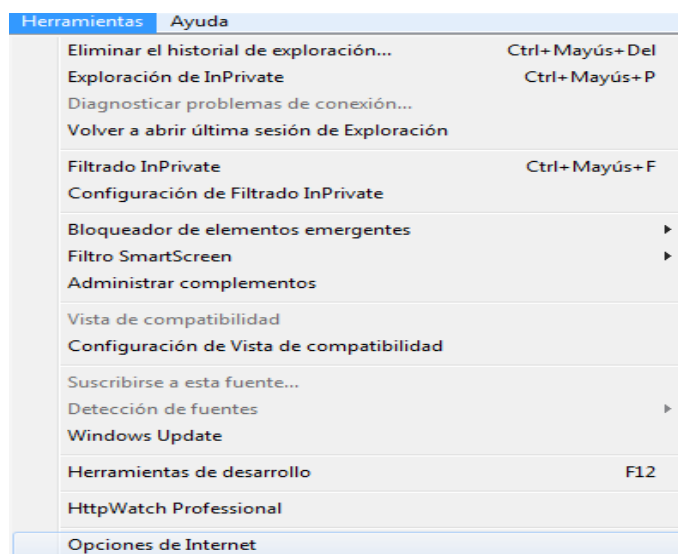 Herramientas Ayuda
Eliminar el historial de exploración... Ctrl+Mayús+Del
Exploración de InPrivate Ctrl+Mayús+P
Diagnosticar problemas de conexión...
Volver a abrir última sesión de Exploración
Filtrado InPrivate Ctrl+Mayús+F
Configuración de Filtrado InPrivate
Bloqueador de elementos emergentes
Filtro SmartScreen
Administrar complementos
Vista de compatibilidad
Configuración de Vista de compatibilidad
Suscribirse a esta fuente...
Detección de fuentes
Windows Update
Herramientas de desarrollo F12
HttpWatch Professional
Opciones de Internet